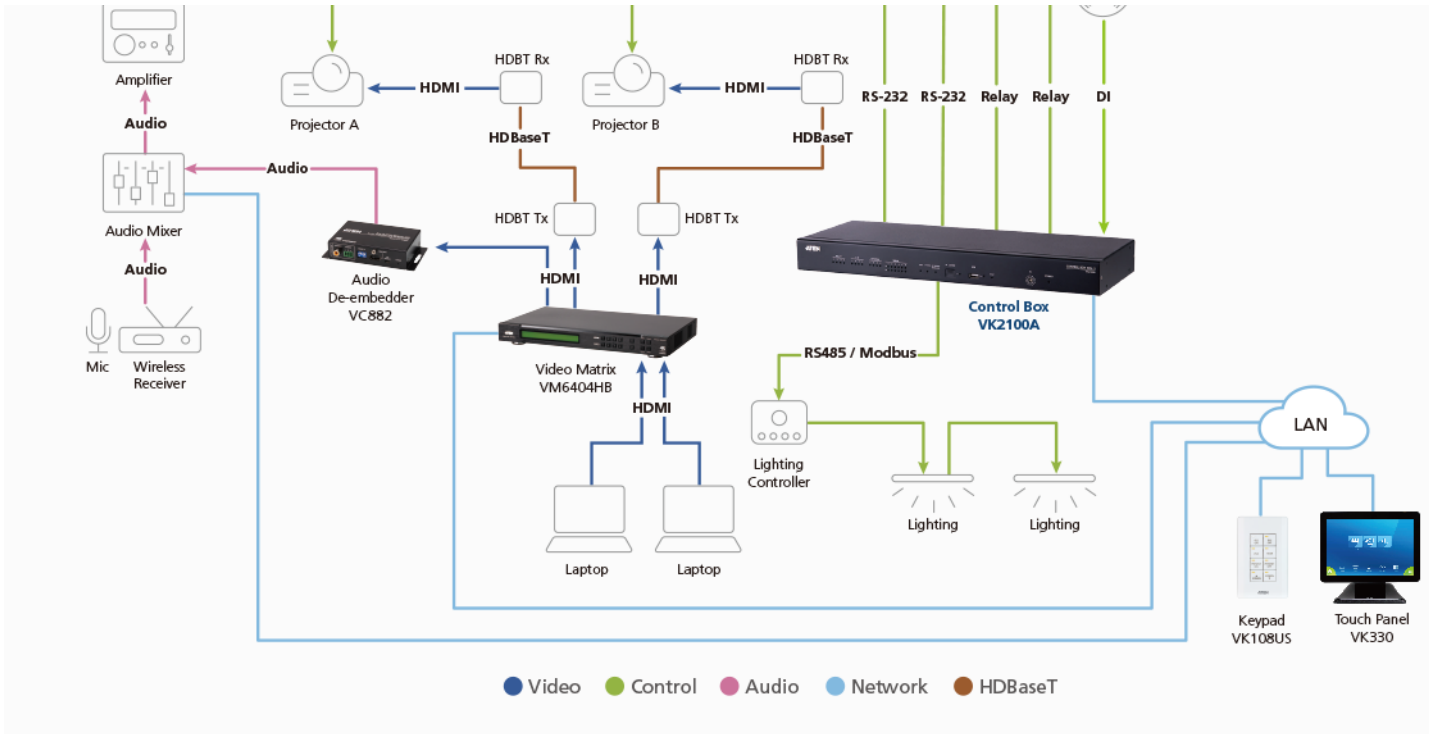 HDBT Rx
HDBT Rx
Amplifier
HDMI
HDMI
RS-232
RS-232
Relay
Relay
DI
Audio
Projector A
Projector B
HDBaseT
HDBaseT
Audio
HDBT Tx
HDBT Tx
Audio Mixer
Audio
HDMI
HDMI
Audio
De-embedder
VC882
Control Box
VK2100A
Mic
Wireless
Receiver
Video Matrix
VM6404HB
RS485 / Modbus
HDMI
LAN
Lighting
Controller
Lighting
Lighting
Laptop
Laptop
Keypad
VK108US
Touch Panel
VK330
Video
Control
Audio
Network
HDBaseT